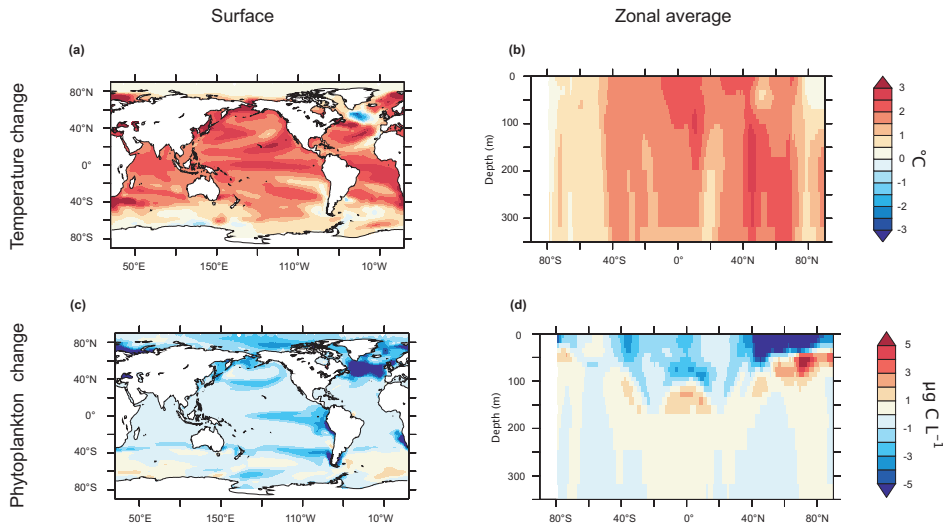 Surface
Zonal average
Temperature change
(a)
80°N
40°N
0°
40°S
80°S
50°E
150°E
110°W
10°W
(b)
Depth (m)
0
100
200
300
80°S
40°S
0°
40°N
80°N
3
2
1
0
-1
-2
-3
°C
Phytoplankton change
(c)
80°N
40°N
0°
40°S
80°S
50°E
150°E
110°W
10°W
(d)
Depth (m)
0
100
200
300
80°S
40°S
0°
40°N
80°N
5
3
1
-1
-3
-5
µg C L⁻¹